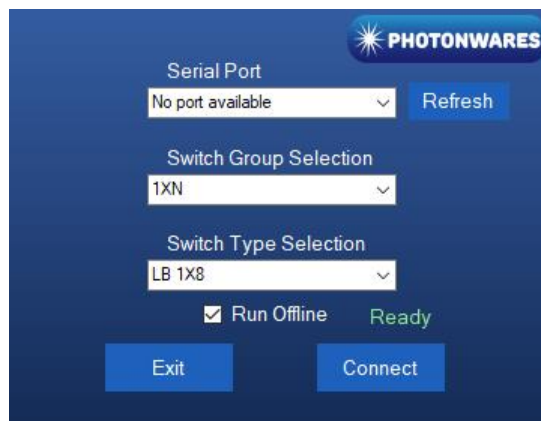 PHOTONWARES
Serial Port
No port available
Refresh
Switch Group Selection
1XN
Switch Type Selection
LB 1X8
Run Offline
Ready
Exit
Connect